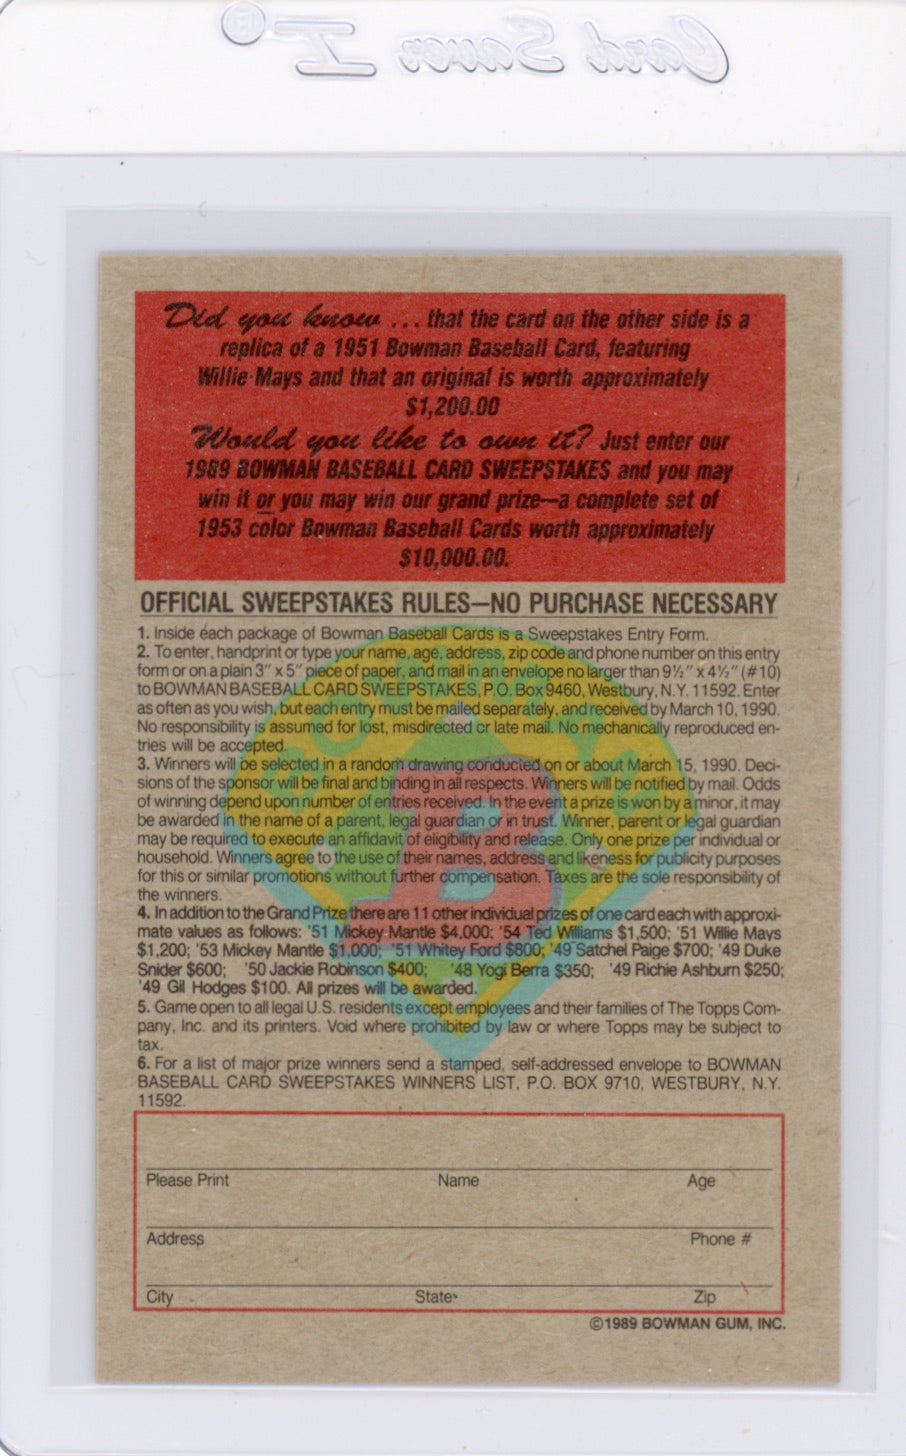 Card Saver I®
Did you know ... that the card on the other side is a
replica of a 1951 Bowman Baseball Card, featuring
Willie Mays and that an original is worth approximately
$1,200.00
Would you like to own it? Just enter our
1989 BOWMAN BASEBALL CARD SWEEPSTAKES and you may
win it or you may win our grand prize—a complete set of
1953 color Bowman Baseball Cards worth approximately
$10,000.00.
OFFICIAL SWEEPSTAKES RULES—NO PURCHASE NECESSARY
1. Inside each package of Bowman Baseball Cards is a Sweepstakes Entry Form.
2. To enter, handprint or type your name, age, address, zip code and phone number on this entry
form or on a plain 3″ x 5″ piece of paper, and mail in an envelope no larger than 9½″ x 4½″ (#10)
to BOWMAN BASEBALL CARD SWEEPSTAKES, P.O. Box 9460, Westbury, N.Y. 11592. Enter
as often as you wish, but each entry must be mailed separately, and received by March 10, 1990.
No responsibility is assumed for lost, misdirected or late mail. No mechanically reproduced en-
tries will be accepted.
3. Winners will be selected in a random drawing conducted on or about March 15, 1990. Deci-
sions of the sponsor will be final and binding in all respects. Winners will be notified by mail. Odds
of winning depend upon number of entries received. In the event a prize is won by a minor, it may
be awarded in the name of a parent, legal guardian or in trust. Winner, parent or legal guardian
may be required to execute an affidavit of eligibility and release. Only one prize per individual or
household. Winners agree to the use of their names, address and likeness for publicity purposes
for this or similar promotions without further compensation. Taxes are the sole responsibility of
the winners.
4. In addition to the Grand Prize there are 11 other individual prizes of one card each with approxi-
mate values as follows: '51 Mickey Mantle $4,000; '54 Ted Williams $1,500; '51 Willie Mays
$1,200; '53 Mickey Mantle $1,000; '51 Whitey Ford $800; '49 Satchel Paige $700; '49 Duke
Snider $600; '50 Jackie Robinson $400; '48 Yogi Berra $350; '49 Richie Ashburn $250;
'49 Gil Hodges $100. All prizes will be awarded.
5. Game open to all legal U.S. residents except employees and their families of The Topps Com-
pany, Inc. and its printers. Void where prohibited by law or where Topps may be subject to
tax.
6. For a list of major prize winners send a stamped, self-addressed envelope to BOWMAN
BASEBALL CARD SWEEPSTAKES WINNERS LIST, P.O. BOX 9710, WESTBURY, N.Y.
11592.
Please Print Name Age
Address Phone #
City State Zip
©1989 BOWMAN GUM, INC.